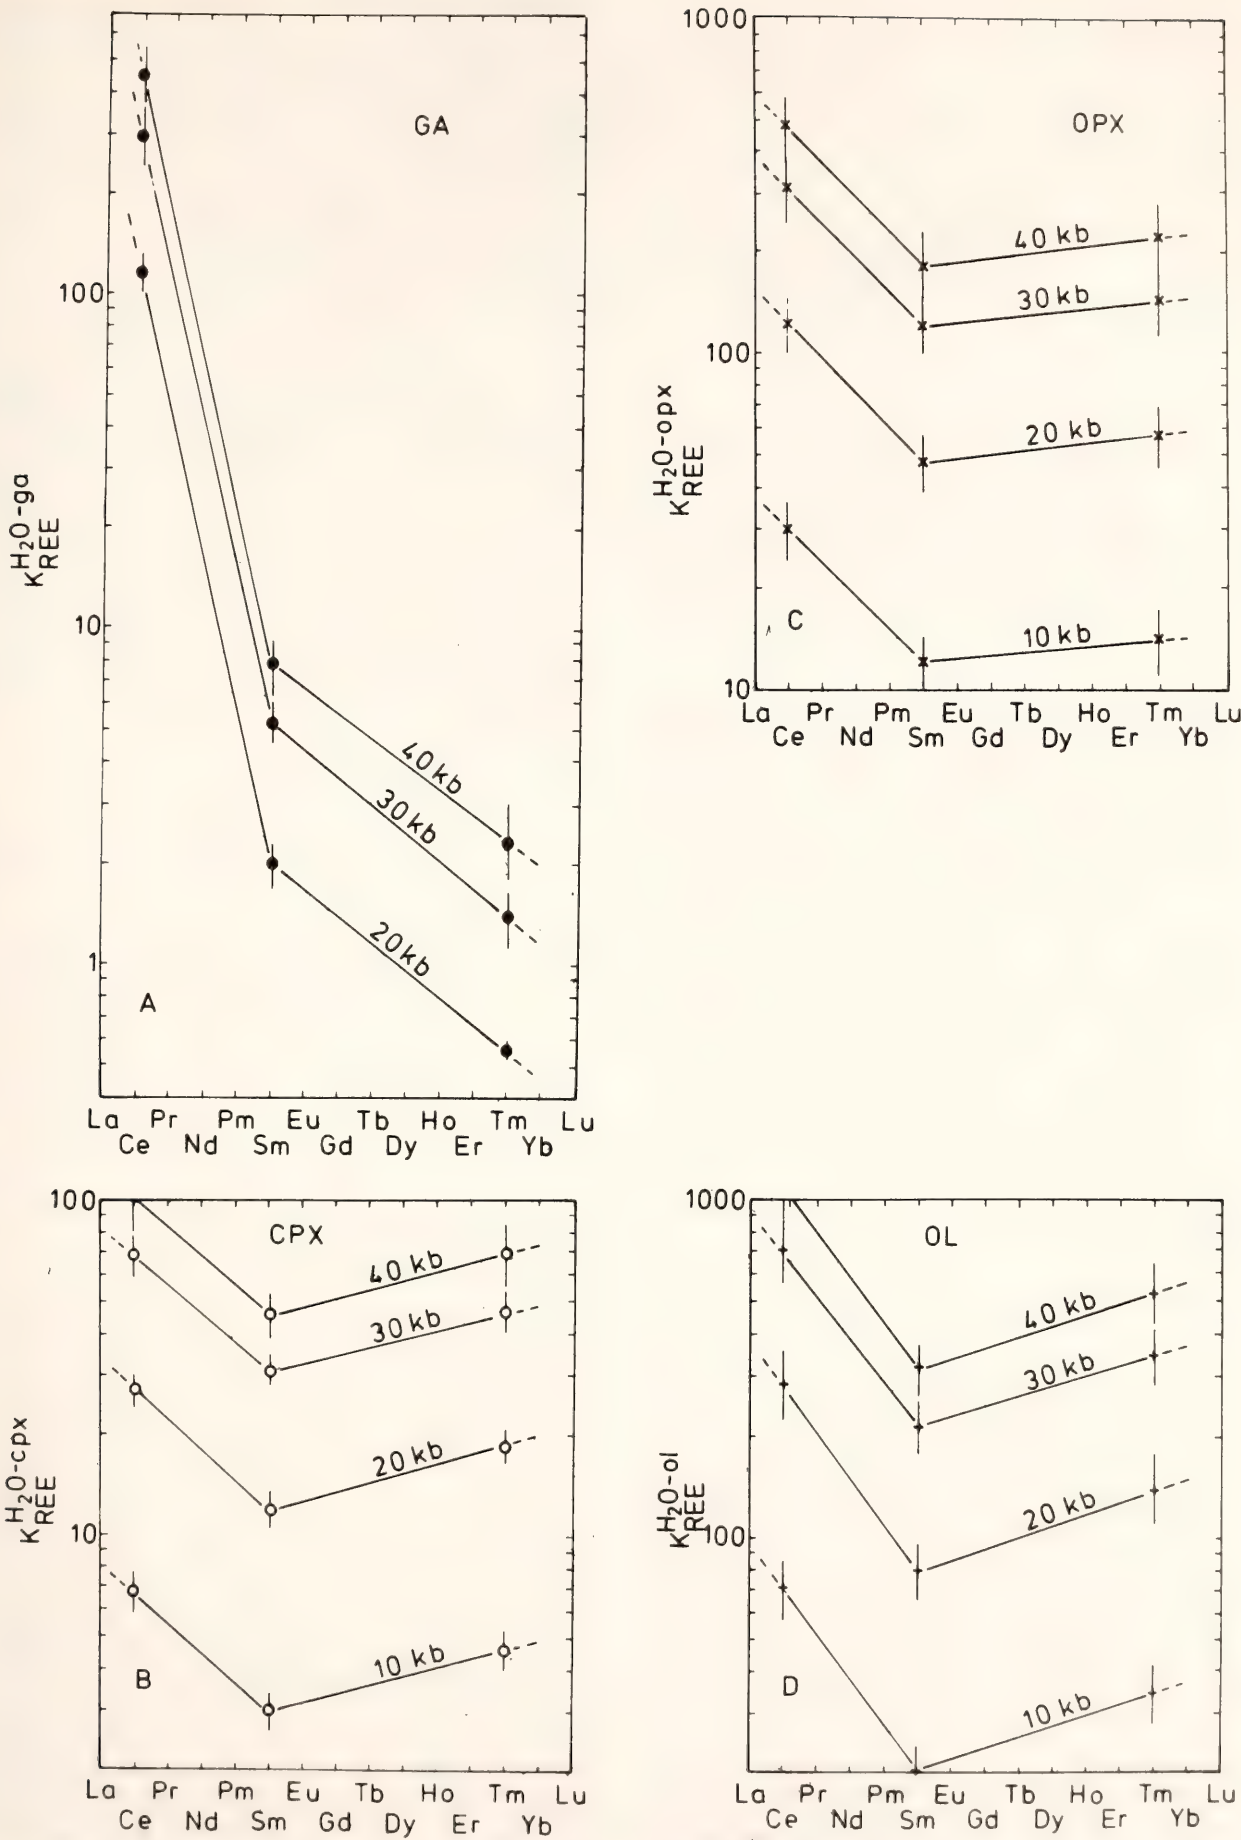 GA
100
10
1
K H₂O-ga REE
40 kb
30 kb
20 kb
A
La Pr Pm Eu Tb Ho Tm Lu
Ce Nd Sm Gd Dy Er Yb
1000
OPX
100
10
K H₂O-opx REE
40 kb
30 kb
20 kb
10 kb
C
La Pr Pm Eu Tb Ho Tm Lu
Ce Nd Sm Gd Dy Er Yb
100
CPX
10
K H₂O-cpx REE
40 kb
30 kb
20 kb
10 kb
B
La Pr Pm Eu Tb Ho Tm Lu
Ce Nd Sm Gd Dy Er Yb
1000
OL
100
K H₂O-ol REE
40 kb
30 kb
20 kb
10 kb
D
La Pr Pm Eu Tb Ho Tm Lu
Ce Nd Sm Gd Dy Er Yb